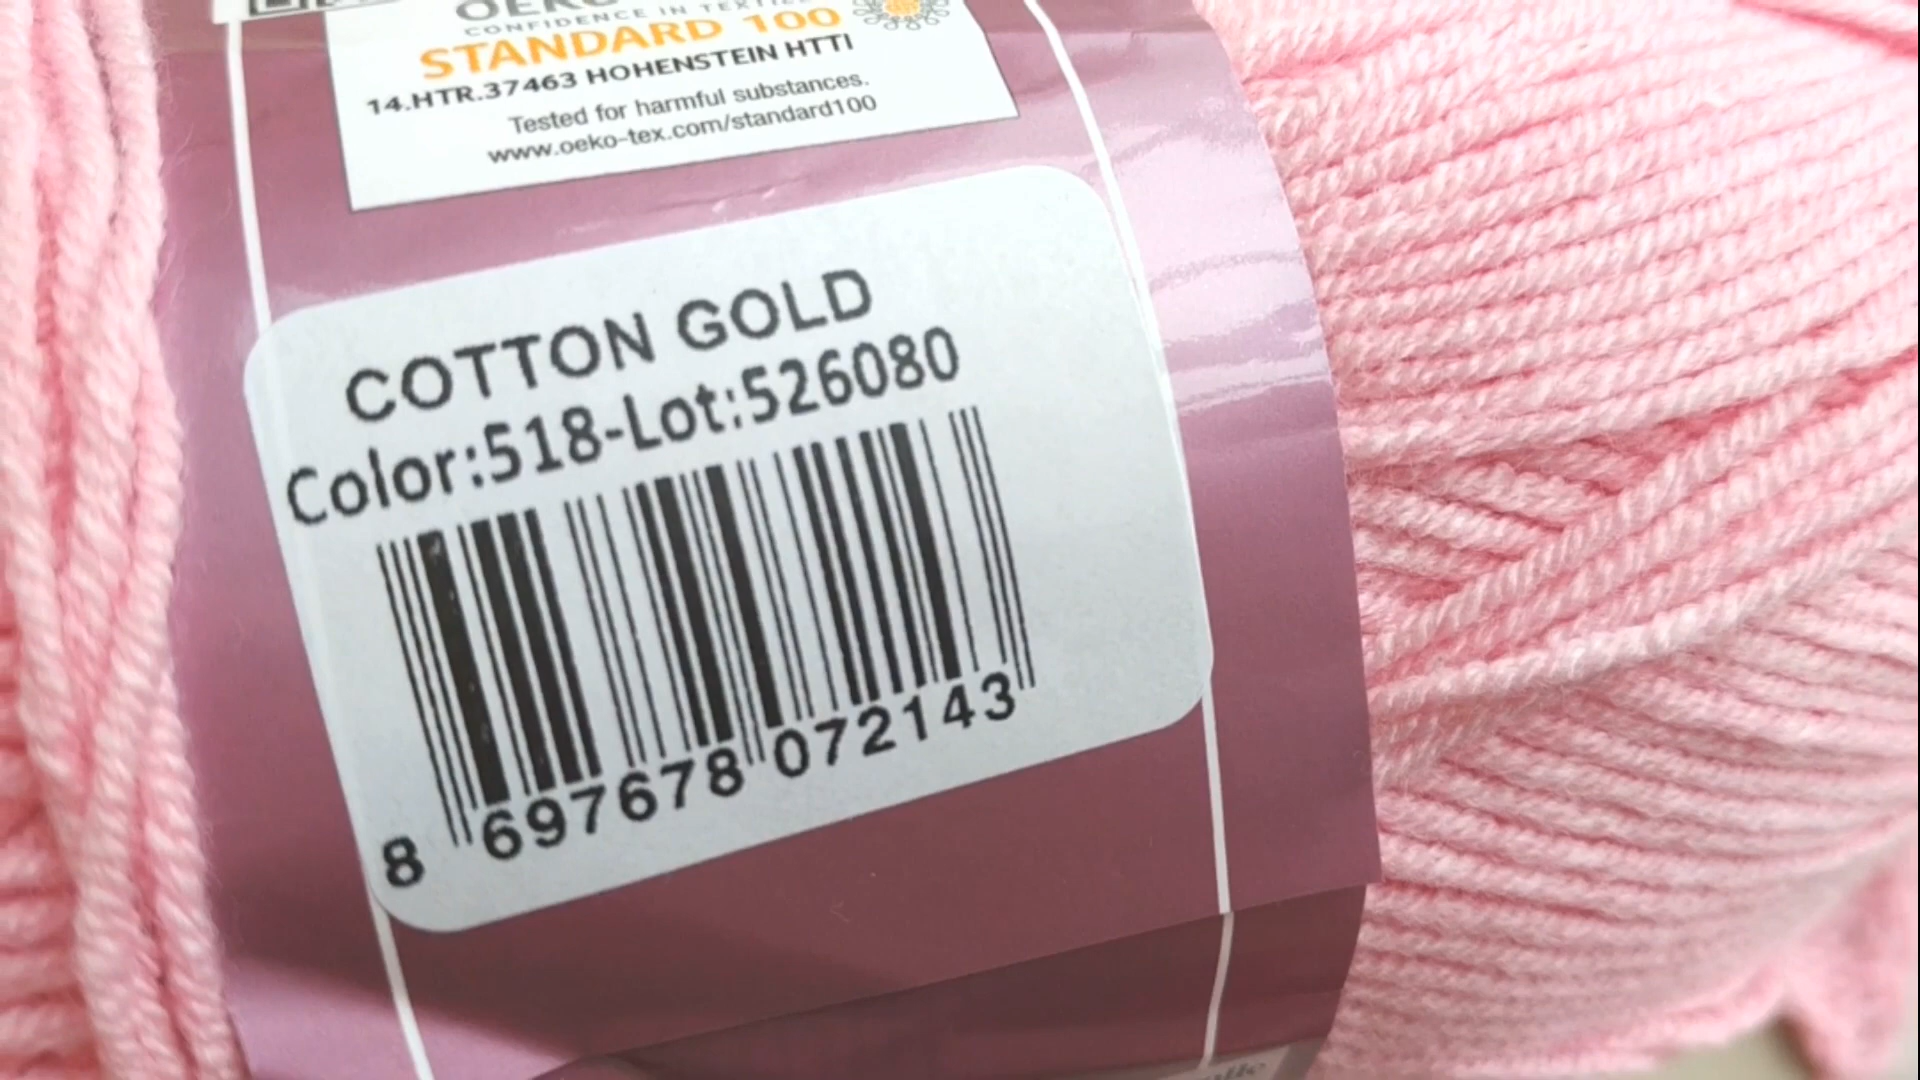 CONFIDENCE IN
STANDARD 100
14.HTR.37463 HOHENSTEIN HTTI
Tested for harmful substances.
www.oeko-tex.com/standard100
COTTON GOLD
Color:518-Lot:526080
8 697678 072143